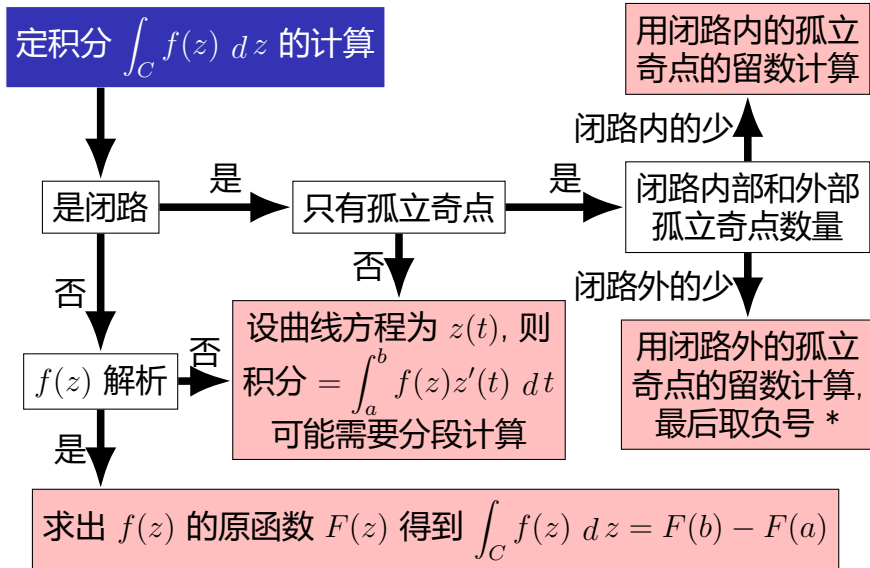 定积分 ∫_C f(z) dz 的计算
用闭路内的孤立
奇点的留数计算
闭路内的少
是闭路
是
只有孤立奇点
是
闭路内部和外部
孤立奇点数量
否
否
闭路外的少
设曲线方程为 z(t), 则
积分 = ∫_a^b f(z)z′(t) dt
可能需要分段计算
用闭路外的孤立
奇点的留数计算,
最后取负号 *
f(z) 解析
否
是
求出 f(z) 的原函数 F(z) 得到 ∫_C f(z) dz = F(b) − F(a)